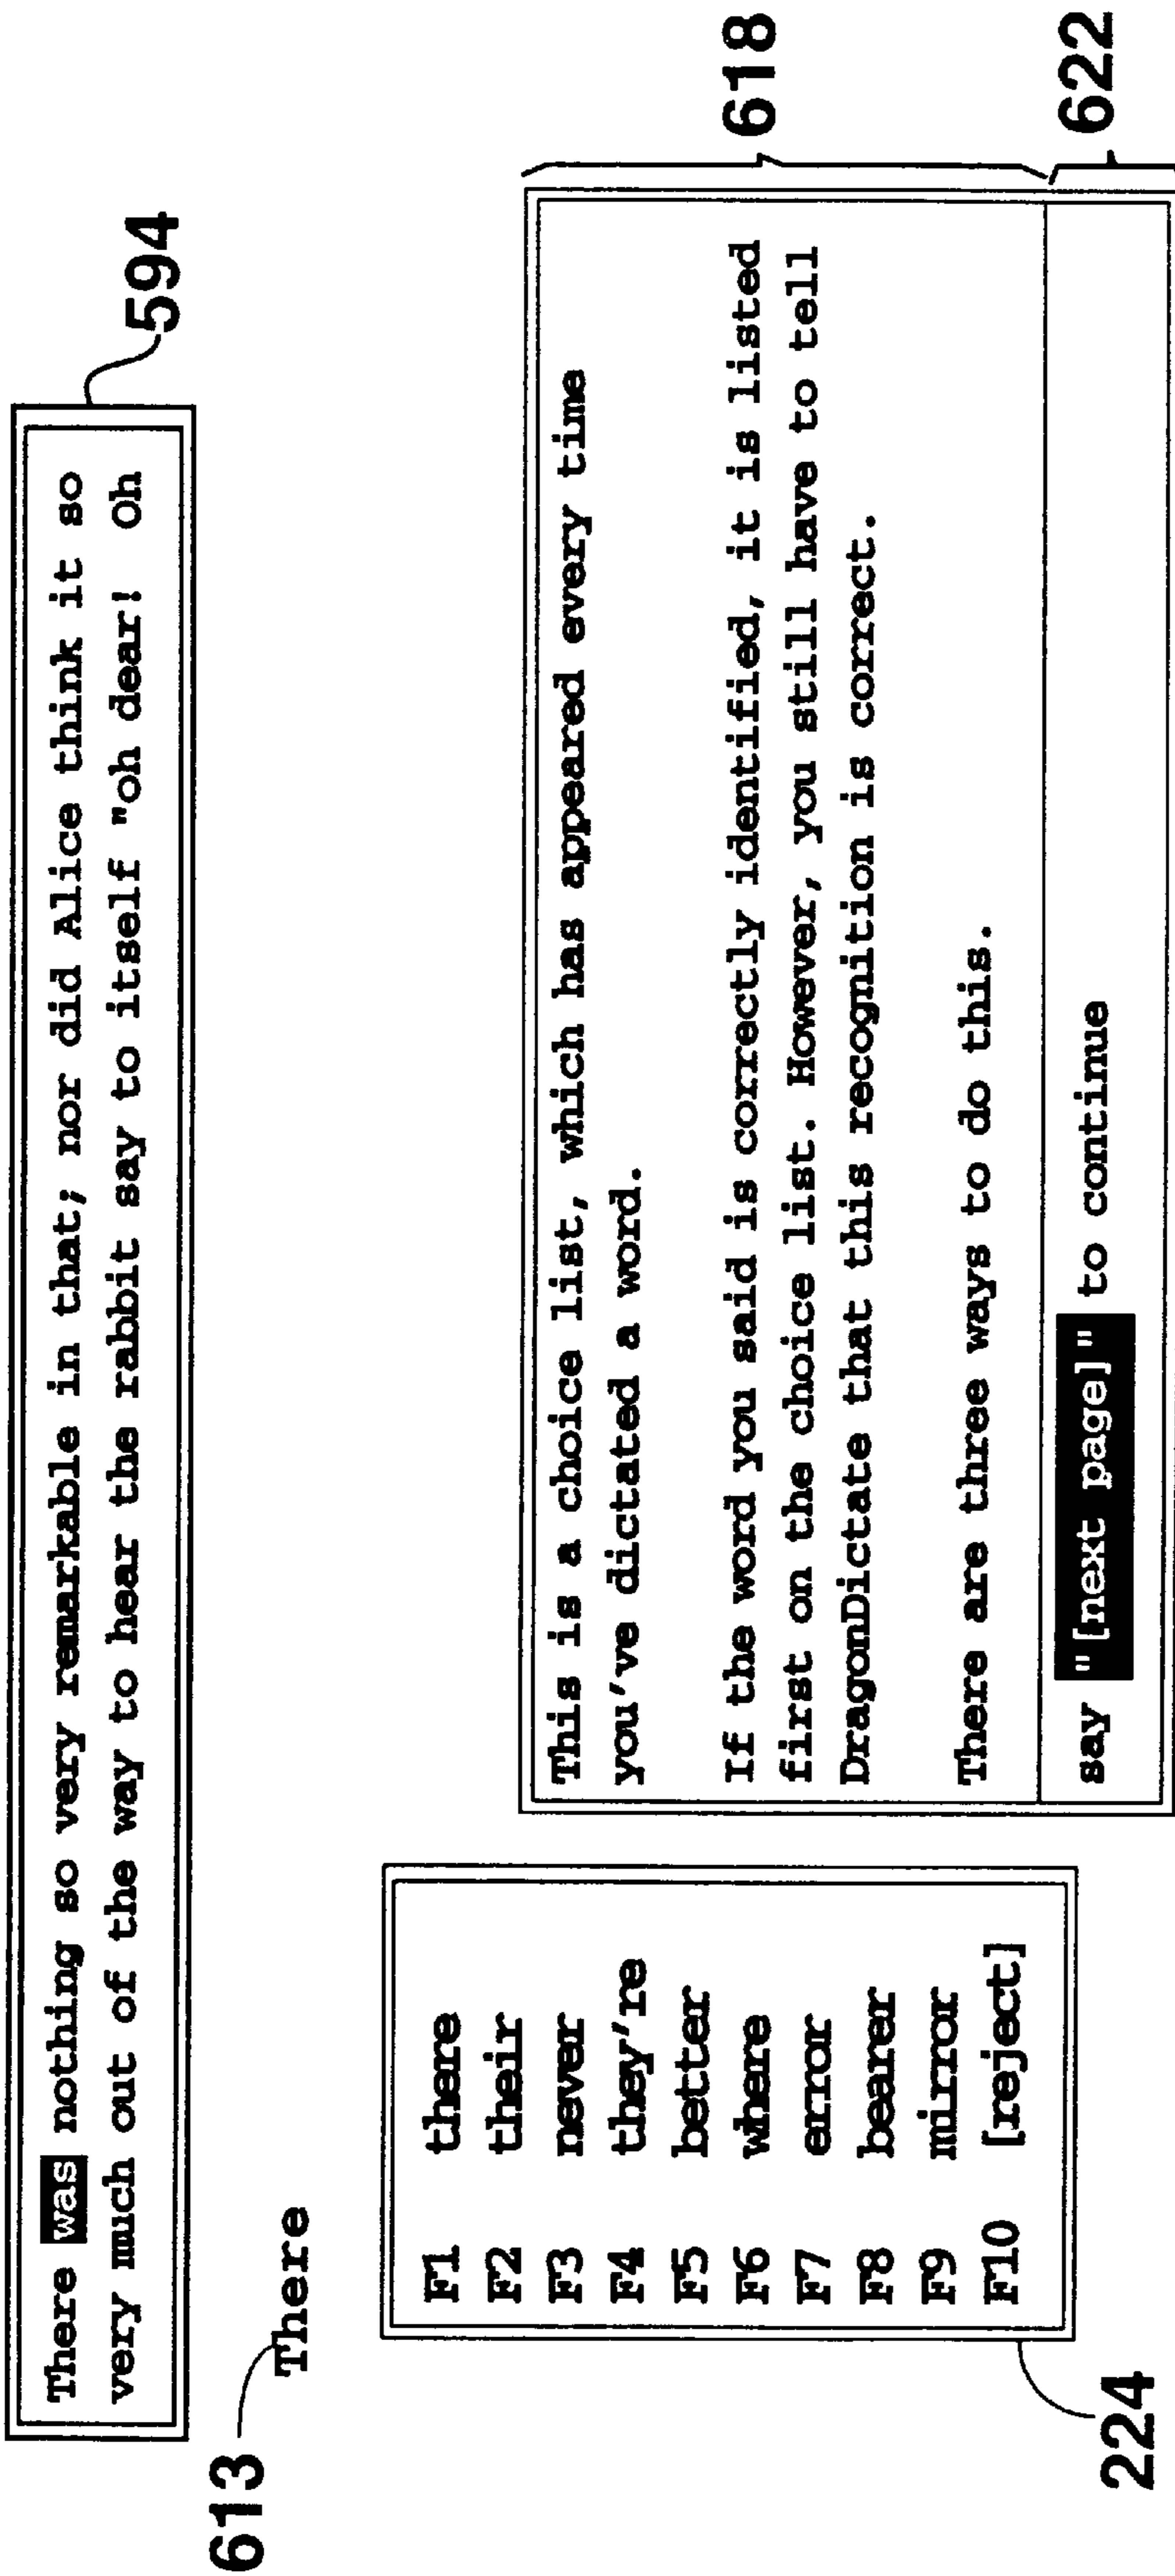 There was nothing so very remarkable in that; nor did Alice think it so
very much out of the way to hear the rabbit say to itself "oh dear!  Oh
594
613
There
F1 there
F2 their
F3 never
F4 they're
F5 better
F6 where
F7 error
F8 bearer
F9 mirror
F10 [reject]
224
This is a choice list, which has appeared every time
you've dictated a word.
If the word you said is correctly identified, it is listed
first on the choice list. However, you still have to tell
DragonDictate that this recognition is correct.
There are three ways to do this.
618
say "[next page]" to continue
622